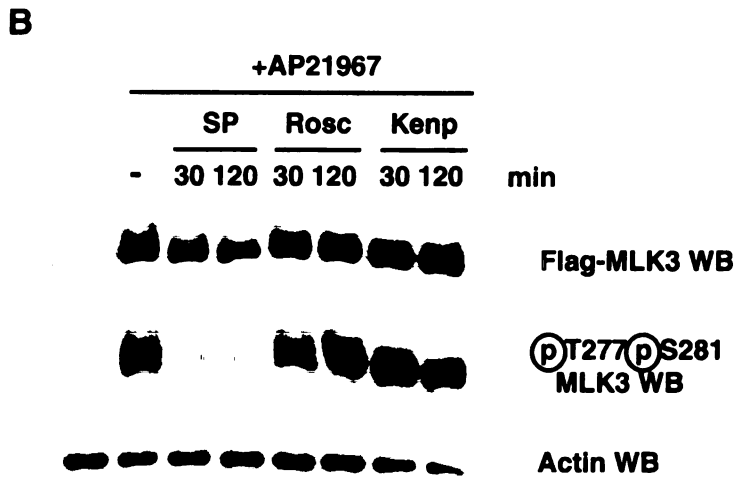 B
+AP21967
SP Rosc Kenp
- 30 120 30 120 30 120 min
Flag-MLK3 WB
pT277pS281
MLK3 WB
Actin WB